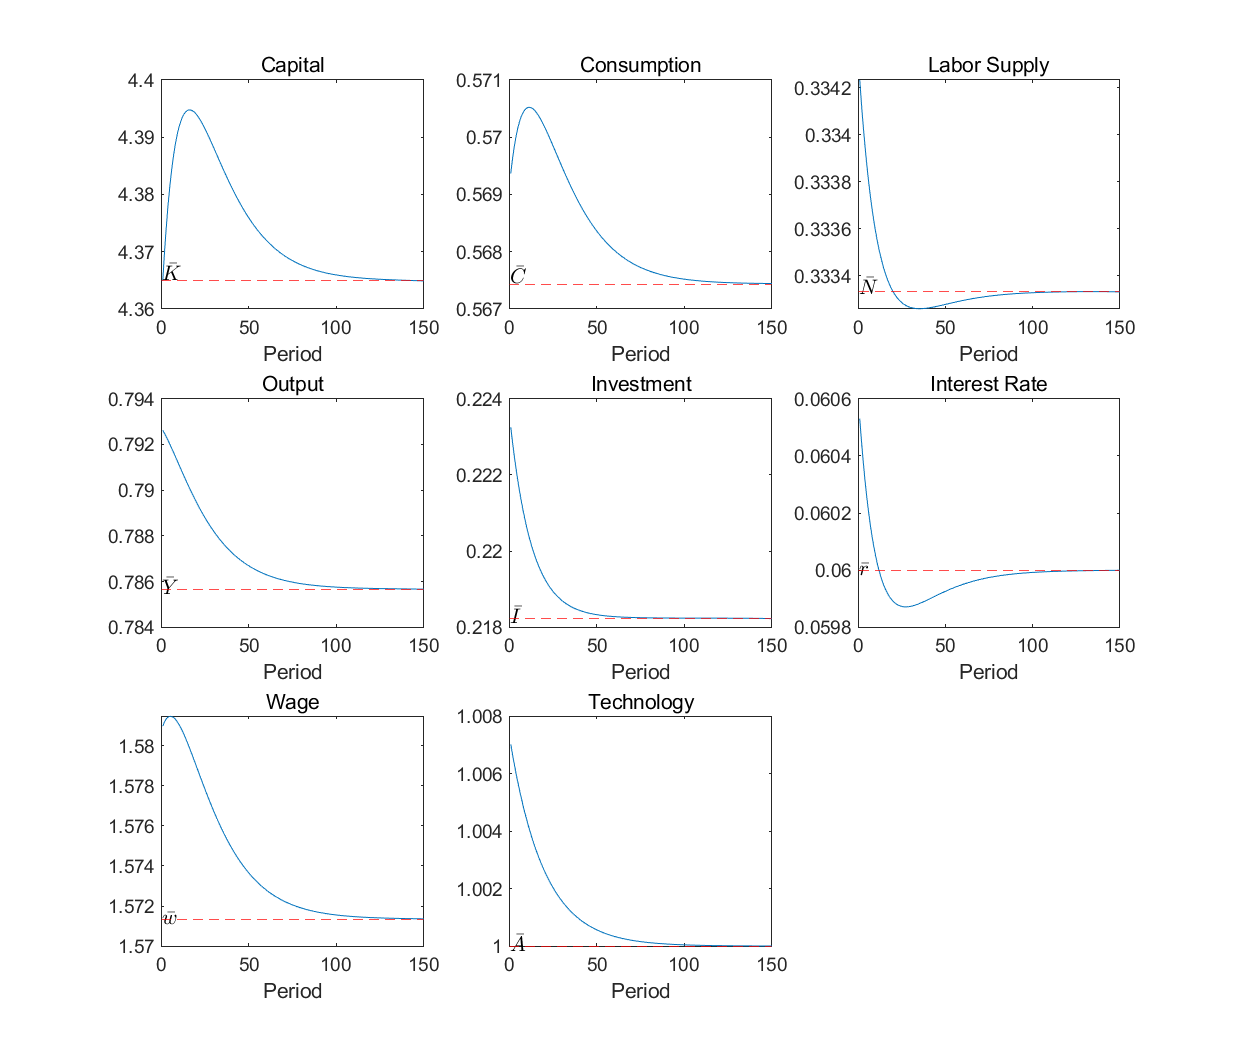 Capital
4.4
4.39
4.38
4.37
4.36
K̄
0 50 100 150
Period
Consumption
0.571
0.57
0.569
0.568
0.567
C̄
0 50 100 150
Period
Labor Supply
0.3342
0.334
0.3338
0.3336
0.3334
N̄
0 50 100 150
Period
Output
0.794
0.792
0.79
0.788
0.786
0.784
Ȳ
0 50 100 150
Period
Investment
0.224
0.222
0.22
0.218
Ī
0 50 100 150
Period
Interest Rate
0.0606
0.0604
0.0602
0.06
0.0598
r̄
0 50 100 150
Period
Wage
1.58
1.578
1.576
1.574
1.572
1.57
w̄
0 50 100 150
Period
Technology
1.008
1.006
1.004
1.002
1
Ā
0 50 100 150
Period